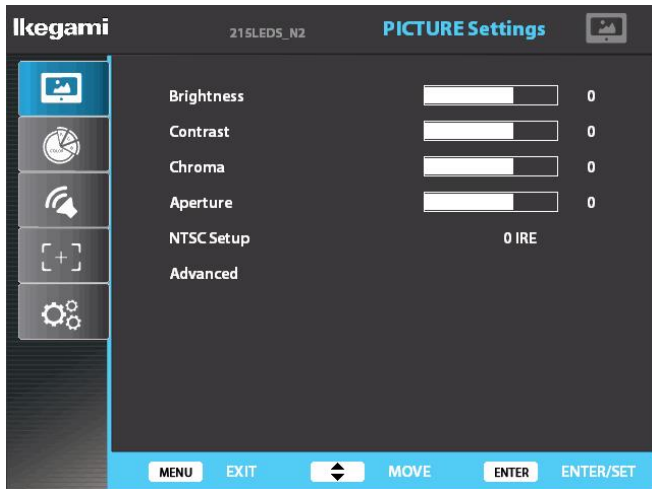 Ikegami 215LEDS_N2 PICTURE Settings
Brightness 0
COLOR
Contrast 0
Chroma 0
Aperture 0
NTSC Setup 0 IRE
Advanced
MENU EXIT MOVE ENTER ENTER/SET